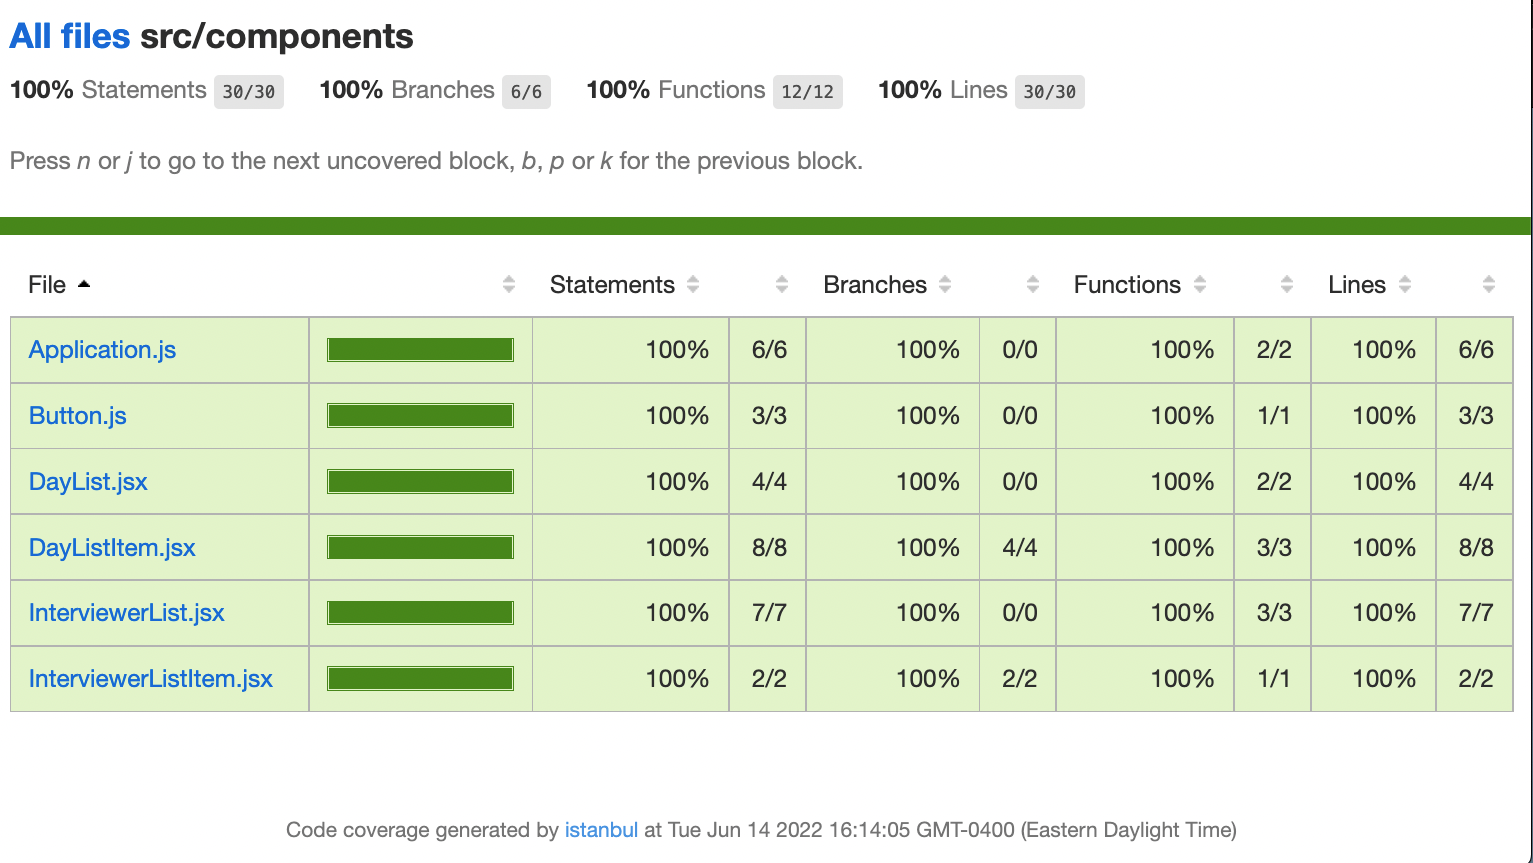 All files src/components
100% Statements 30/30 100% Branches 6/6 100% Functions 12/12 100% Lines 30/30
Press n or j to go to the next uncovered block, b, p or k for the previous block.
File Statements Branches Functions Lines
Application.js 100% 6/6 100% 0/0 100% 2/2 100% 6/6
Button.js 100% 3/3 100% 0/0 100% 1/1 100% 3/3
DayList.jsx 100% 4/4 100% 0/0 100% 2/2 100% 4/4
DayListItem.jsx 100% 8/8 100% 4/4 100% 3/3 100% 8/8
InterviewerList.jsx 100% 7/7 100% 0/0 100% 3/3 100% 7/7
InterviewerListItem.jsx 100% 2/2 100% 2/2 100% 1/1 100% 2/2
Code coverage generated by istanbul at Tue Jun 14 2022 16:14:05 GMT-0400 (Eastern Daylight Time)